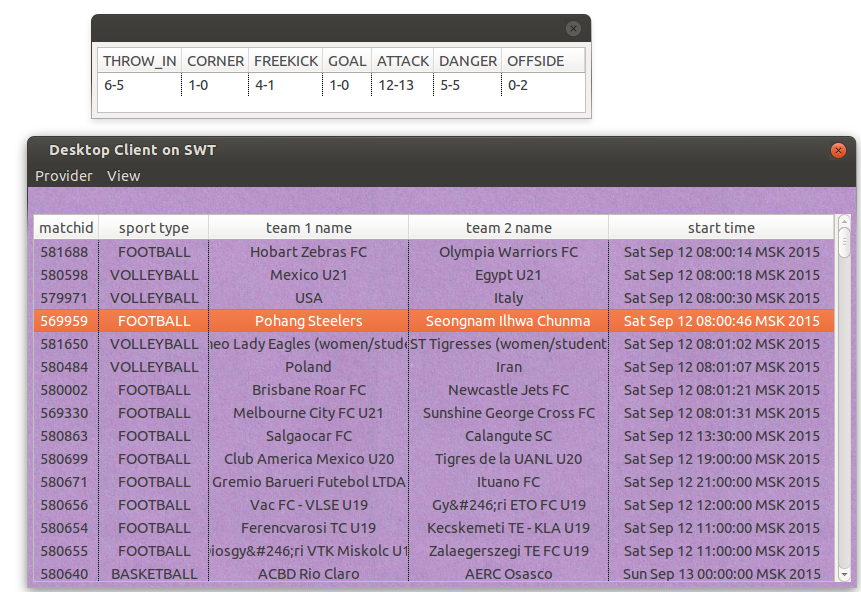 THROW_IN CORNER FREEKICK GOAL ATTACK DANGER OFFSIDE
6-5 1-0 4-1 1-0 12-13 5-5 0-2
Desktop Client on SWT
Provider View
matchid sport type team 1 name team 2 name start time
581688 FOOTBALL Hobart Zebras FC Olympia Warriors FC Sat Sep 12 08:00:14 MSK 2015
580598 VOLLEYBALL Mexico U21 Egypt U21 Sat Sep 12 08:00:18 MSK 2015
579971 VOLLEYBALL USA Italy Sat Sep 12 08:00:30 MSK 2015
569959 FOOTBALL Pohang Steelers Seongnam Ilhwa Chunma Sat Sep 12 08:00:46 MSK 2015
581650 VOLLEYBALL neo Lady Eagles (women/stude ST Tigresses (women/student Sat Sep 12 08:01:02 MSK 2015
580484 VOLLEYBALL Poland Iran Sat Sep 12 08:01:07 MSK 2015
580002 FOOTBALL Brisbane Roar FC Newcastle Jets FC Sat Sep 12 08:01:21 MSK 2015
569330 FOOTBALL Melbourne City FC U21 Sunshine George Cross FC Sat Sep 12 08:01:31 MSK 2015
580863 FOOTBALL Salgaocar FC Calangute SC Sat Sep 12 13:30:00 MSK 2015
580699 FOOTBALL Club America Mexico U20 Tigres de la UANL U20 Sat Sep 12 19:00:00 MSK 2015
580671 FOOTBALL Gremio Barueri Futebol LTDA Ituano FC Sat Sep 12 21:00:00 MSK 2015
580656 FOOTBALL Vac FC - VLSE U19 Gy&#246;ri ETO FC U19 Sat Sep 12 12:00:00 MSK 2015
580654 FOOTBALL Ferencvarosi TC U19 Kecskemeti TE - KLA U19 Sat Sep 12 11:00:00 MSK 2015
580655 FOOTBALL iosgy&#246;ri VTK Miskolc U1 Zalaegerszegi TE FC U19 Sat Sep 12 11:00:00 MSK 2015
580640 BASKETBALL ACBD Rio Claro AERC Osasco Sun Sep 13 00:00:00 MSK 2015